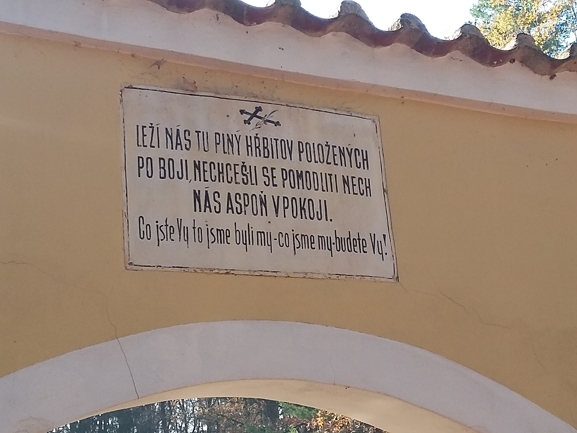 LEŽÍ NÁS TU PLNÝ HŘBITOV POLOŽENÝCH
PO BOJI, NECHCEŠLI SE POMODLITI NECH
NÁS ASPOŇ V POKOJI.
Co jste Vy to jsme byli my-co jsme my-budete Vy!